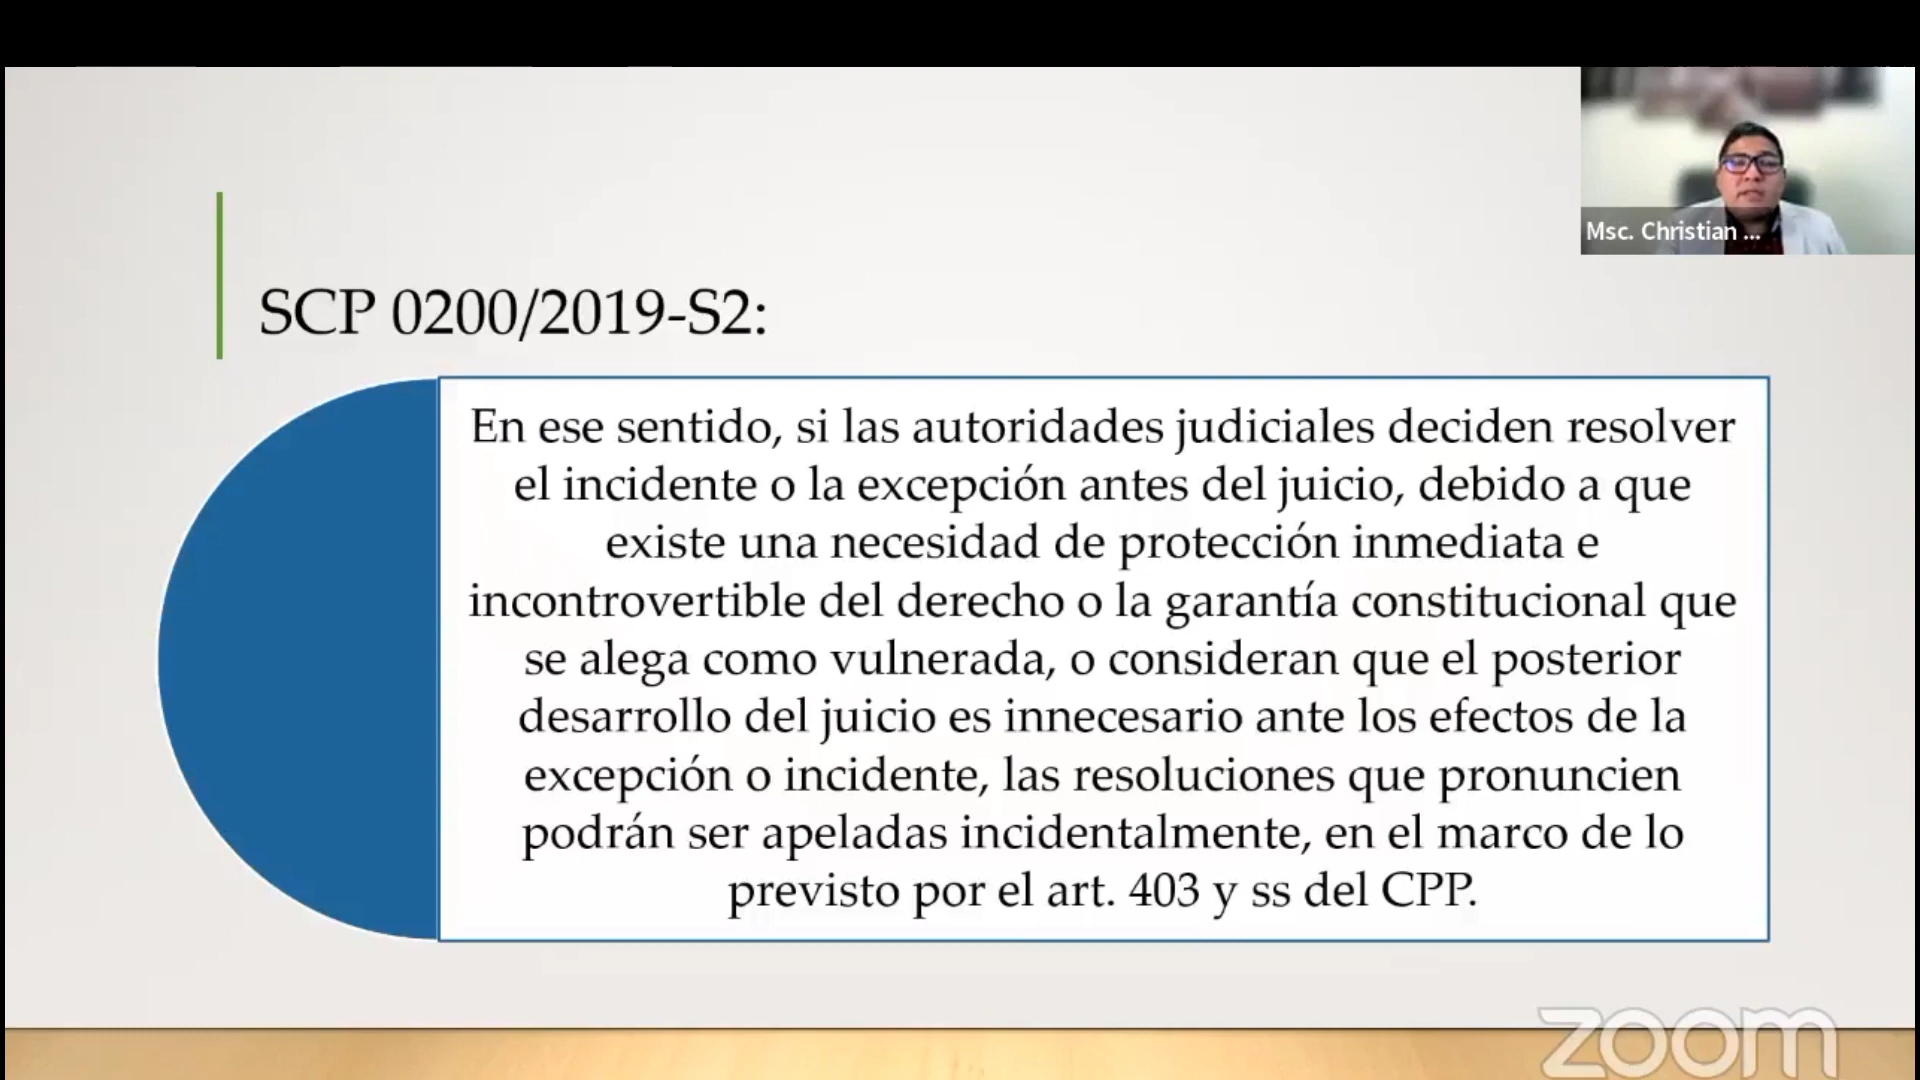 Msc. Christian ...
SCP 0200/2019-S2:
En ese sentido, si las autoridades judiciales deciden resolver
el incidente o la excepción antes del juicio, debido a que
existe una necesidad de protección inmediata e
incontrovertible del derecho o la garantía constitucional que
se alega como vulnerada, o consideran que el posterior
desarrollo del juicio es innecesario ante los efectos de la
excepción o incidente, las resoluciones que pronuncien
podrán ser apeladas incidentalmente, en el marco de lo
previsto por el art. 403 y ss del CPP.
zoom